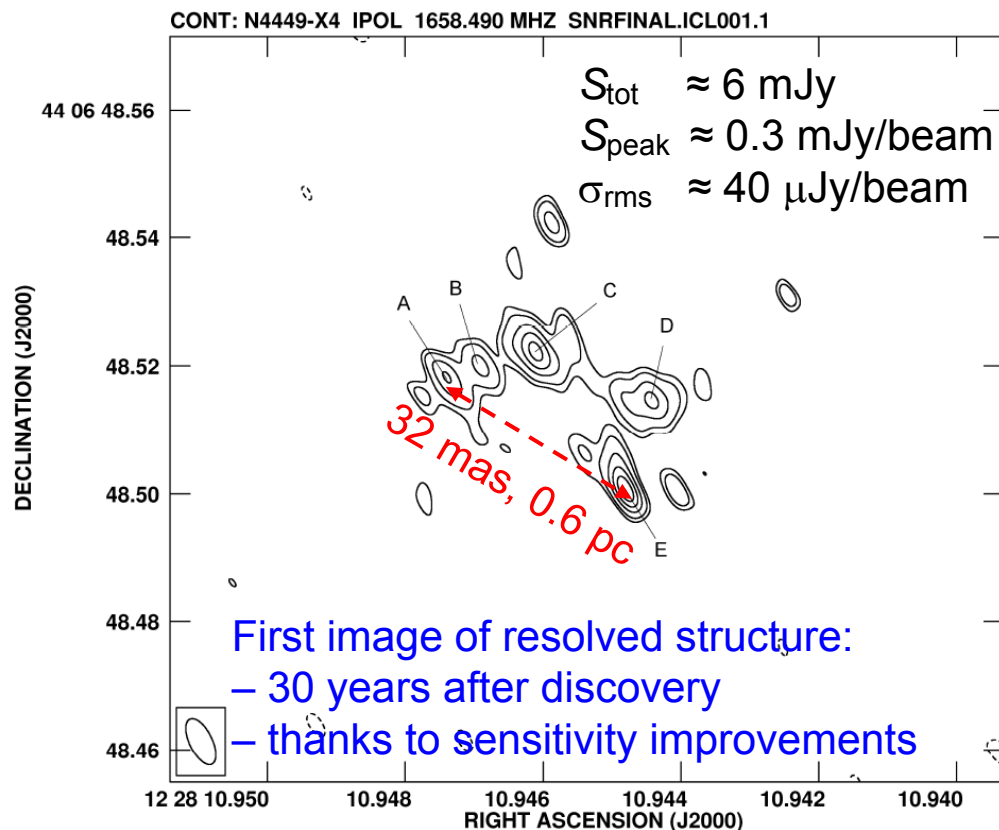 CONT: N4449-X4 IPOL 1658.490 MHZ SNRFINAL.ICL001.1
S_tot ≈ 6 mJy
S_peak ≈ 0.3 mJy/beam
σ_rms ≈ 40 μJy/beam
44 06 48.56
48.54
48.52
48.50
48.48
48.46
DECLINATION (J2000)
A
B
C
D
E
32 mas, 0.6 pc
First image of resolved structure:
– 30 years after discovery
– thanks to sensitivity improvements
12 28 10.950 10.948 10.946 10.944 10.942 10.940
RIGHT ASCENSION (J2000)